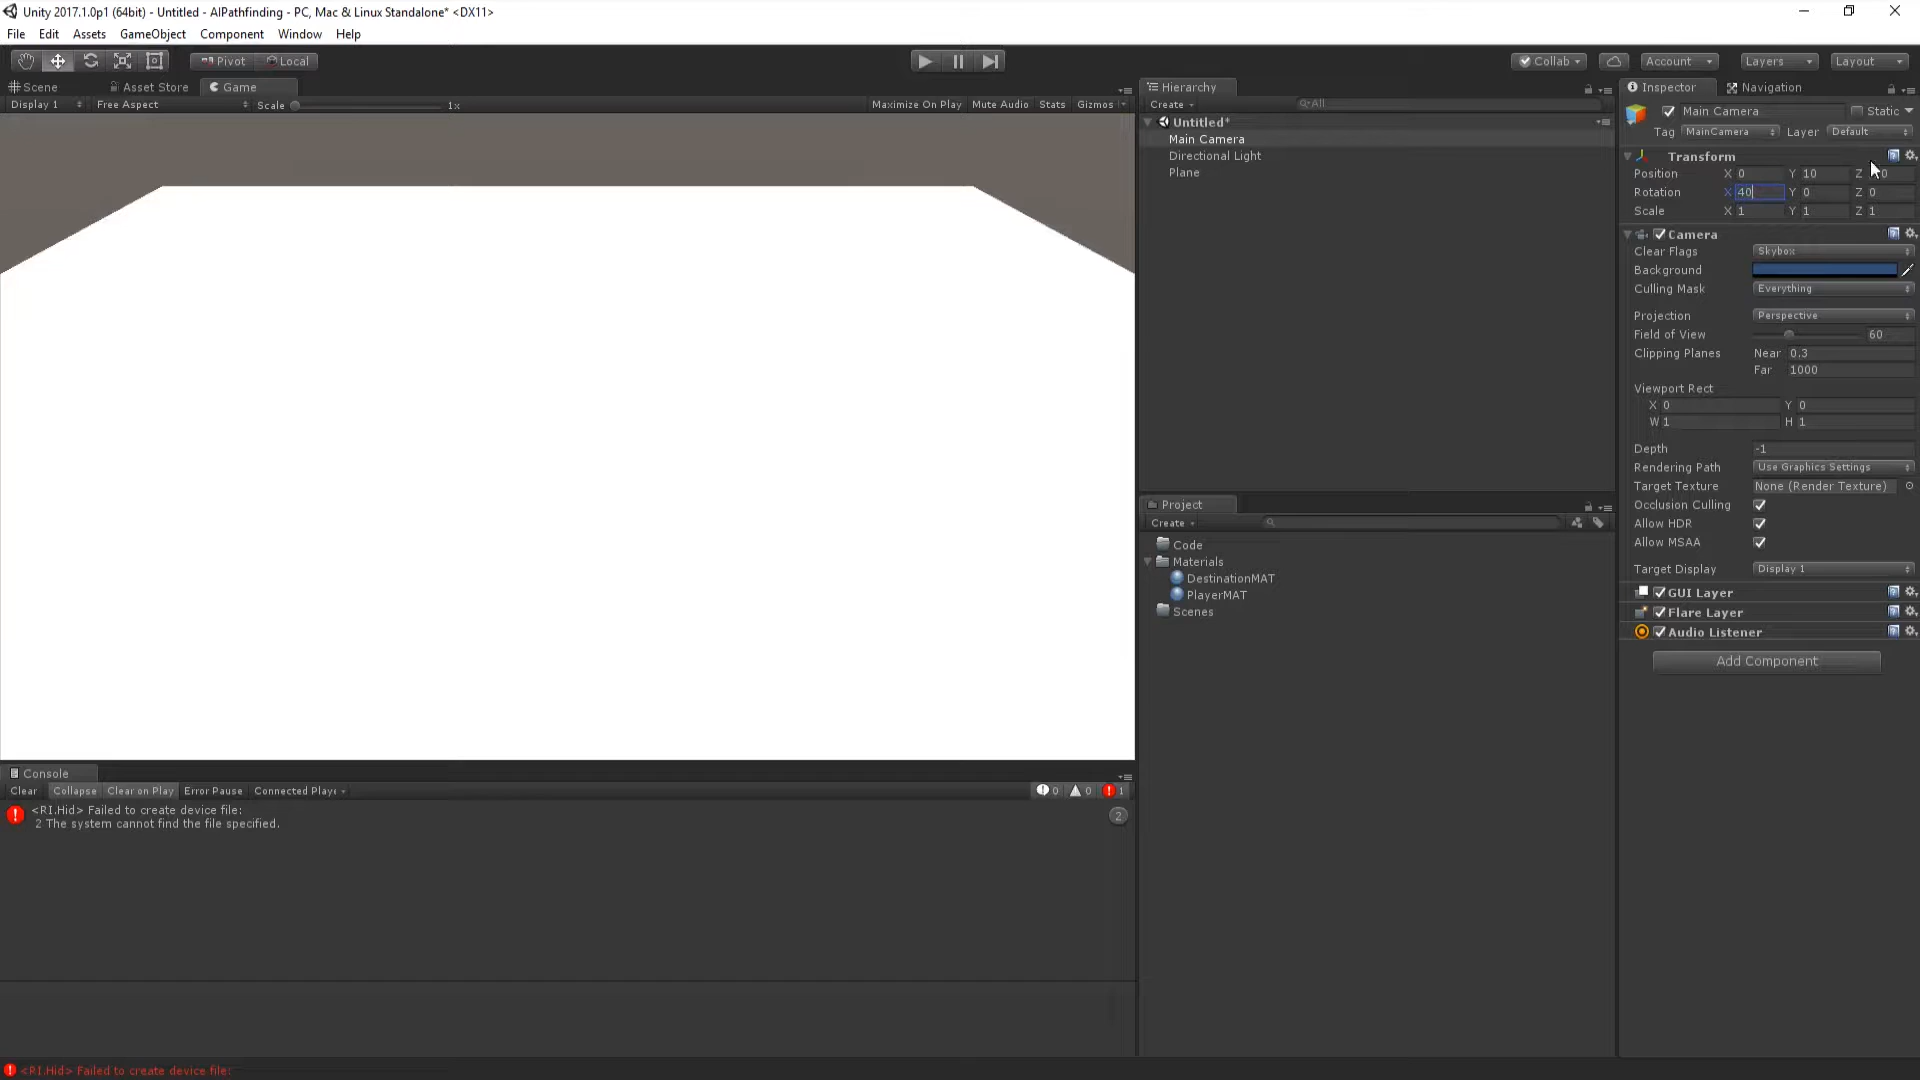 Unity 2017.1.0p1 (64bit) - Untitled - AIPathfinding - PC, Mac & Linux Standalone* <DX11>
File Edit Assets GameObject Component Window Help
Pivot Local Collab Account Layers Layout
Scene Asset Store Game
Display 1 Free Aspect Scale 1x Maximize On Play Mute Audio Stats Gizmos
Hierarchy
Create All
Untitled*
Main Camera
Directional Light
Plane
Project
Create
Code
Materials
DestinationMAT
PlayerMAT
Scenes
Inspector Navigation
Main Camera Static
Tag MainCamera Layer Default
Transform
Position X 0 Y 10 Z
Rotation X 40 Y 0 Z 0
Scale X 1 Y 1 Z 1
Camera
Clear Flags Skybox
Background
Culling Mask Everything
Projection Perspective
Field of View 60
Clipping Planes Near 0.3
Far 1000
Viewport Rect
X 0 Y 0
W 1 H 1
Depth -1
Rendering Path Use Graphics Settings
Target Texture None (Render Texture)
Occlusion Culling
Allow HDR
Allow MSAA
Target Display Display 1
GUI Layer
Flare Layer
Audio Listener
Add Component
Console
Clear Collapse Clear on Play Error Pause Connected Playe 0 0 1
<RI.Hid> Failed to create device file:
2 The system cannot find the file specified.
2
<RI.Hid> Failed to create device file: